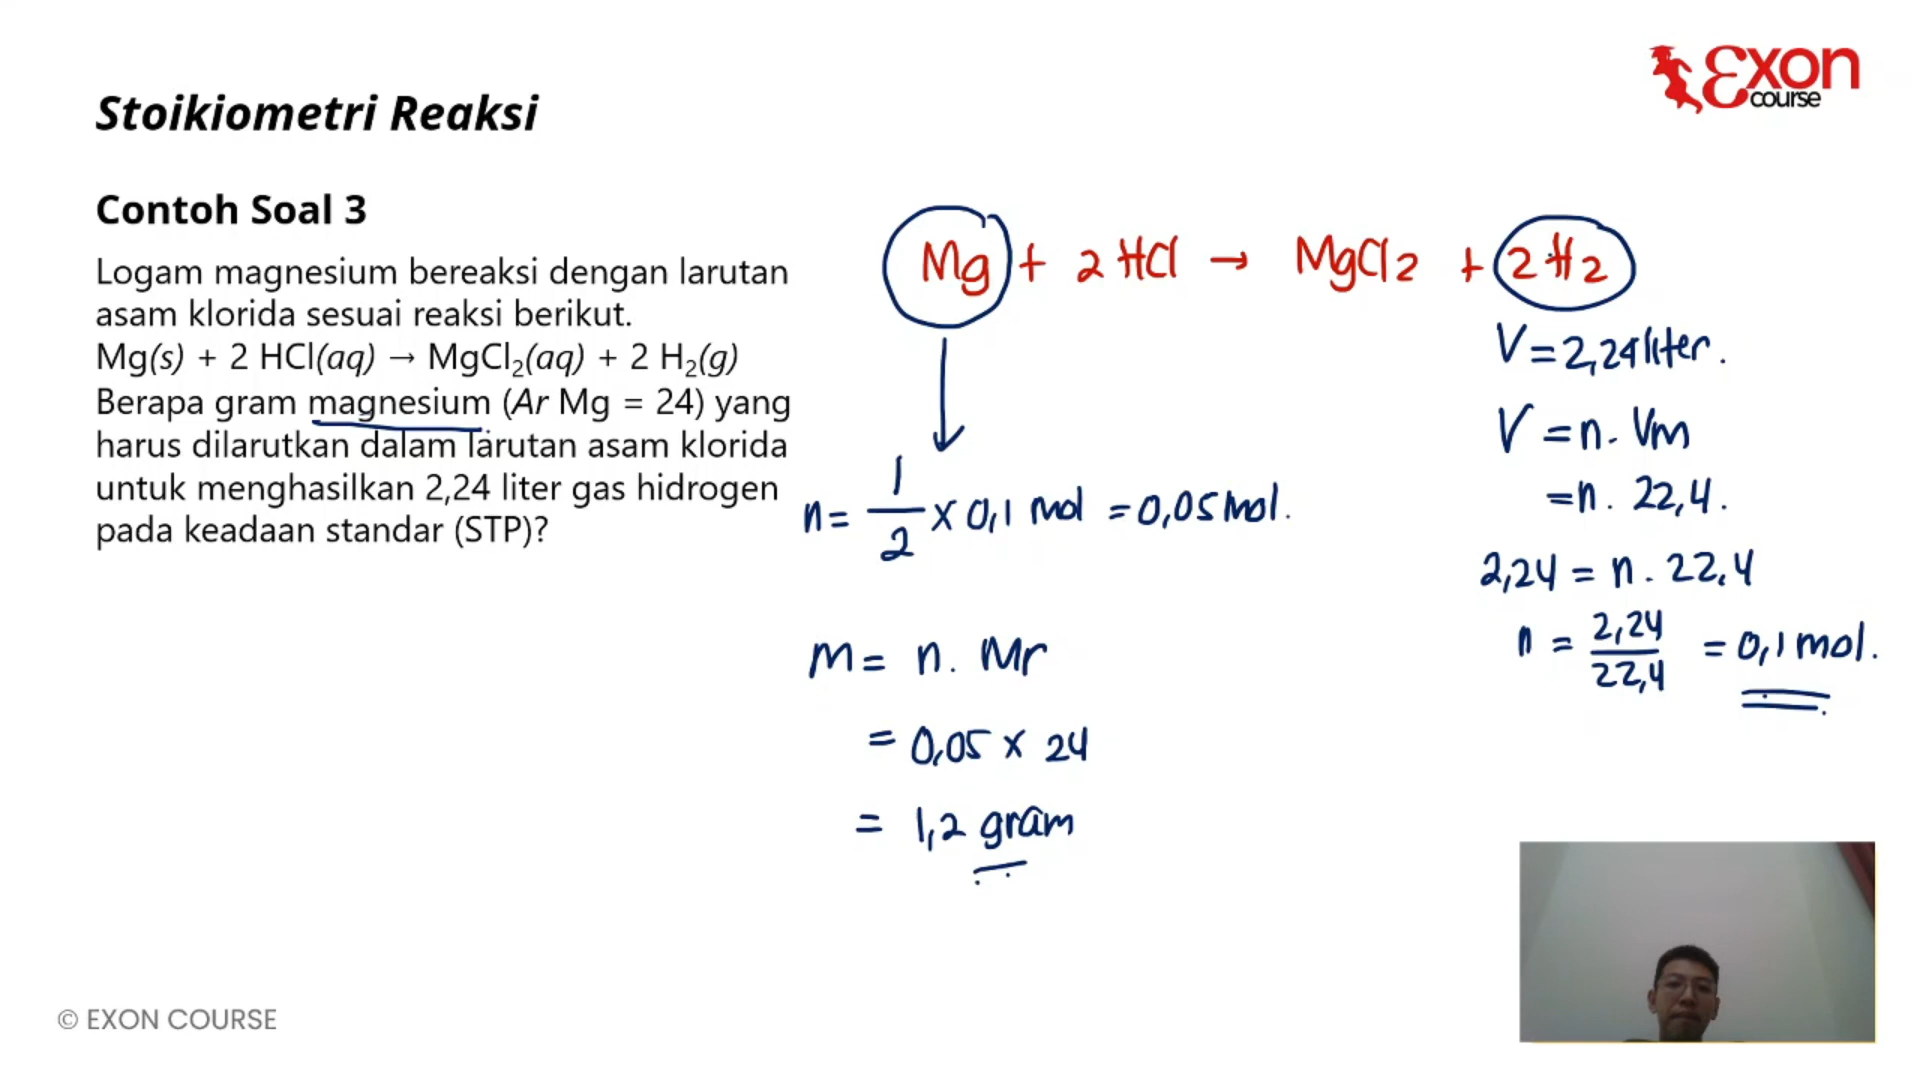 Exon
course
Stoikiometri Reaksi
Contoh Soal 3
Logam magnesium bereaksi dengan larutan
asam klorida sesuai reaksi berikut.
Mg(s) + 2 HCl(aq) → MgCl₂(aq) + 2 H₂(g)
Berapa gram magnesium (Ar Mg = 24) yang
harus dilarutkan dalam larutan asam klorida
untuk menghasilkan 2,24 liter gas hidrogen
pada keadaan standar (STP)?
Mg + 2 HCl → MgCl2 + 2 H2
V = 2,24 liter.
V = n. Vm
= n. 22,4.
2,24 = n. 22,4
n = 2,24/22,4 = 0,1 mol.
n = 1/2 x 0,1 mol = 0,05 mol.
m = n. Mr
= 0,05 x 24
= 1,2 gram
© EXON COURSE